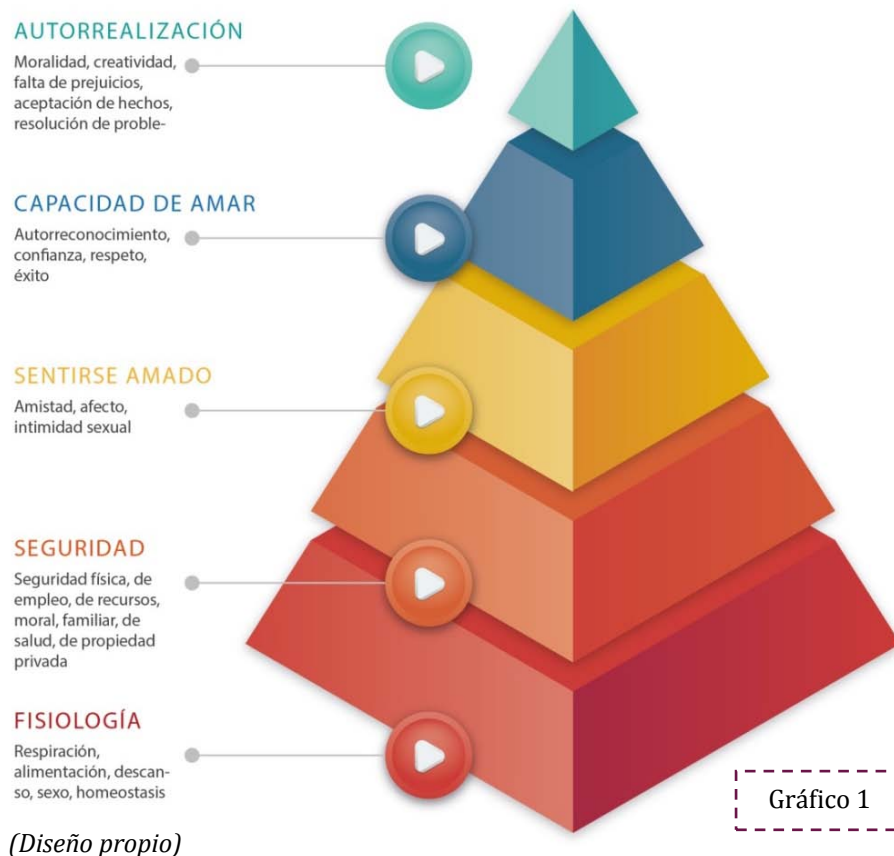 AUTORREALIZACIÓN
Moralidad, creatividad,
falta de prejuicios,
aceptación de hechos,
resolución de proble-
CAPACIDAD DE AMAR
Autorreconocimiento,
confianza, respeto,
éxito
SENTIRSE AMADO
Amistad, afecto,
intimidad sexual
SEGURIDAD
Seguridad física, de
empleo, de recursos,
moral, familiar, de
salud, de propiedad
privada
FISIOLOGÍA
Respiración,
alimentación, descan-
so, sexo, homeostasis
Gráfico 1
(Diseño propio)